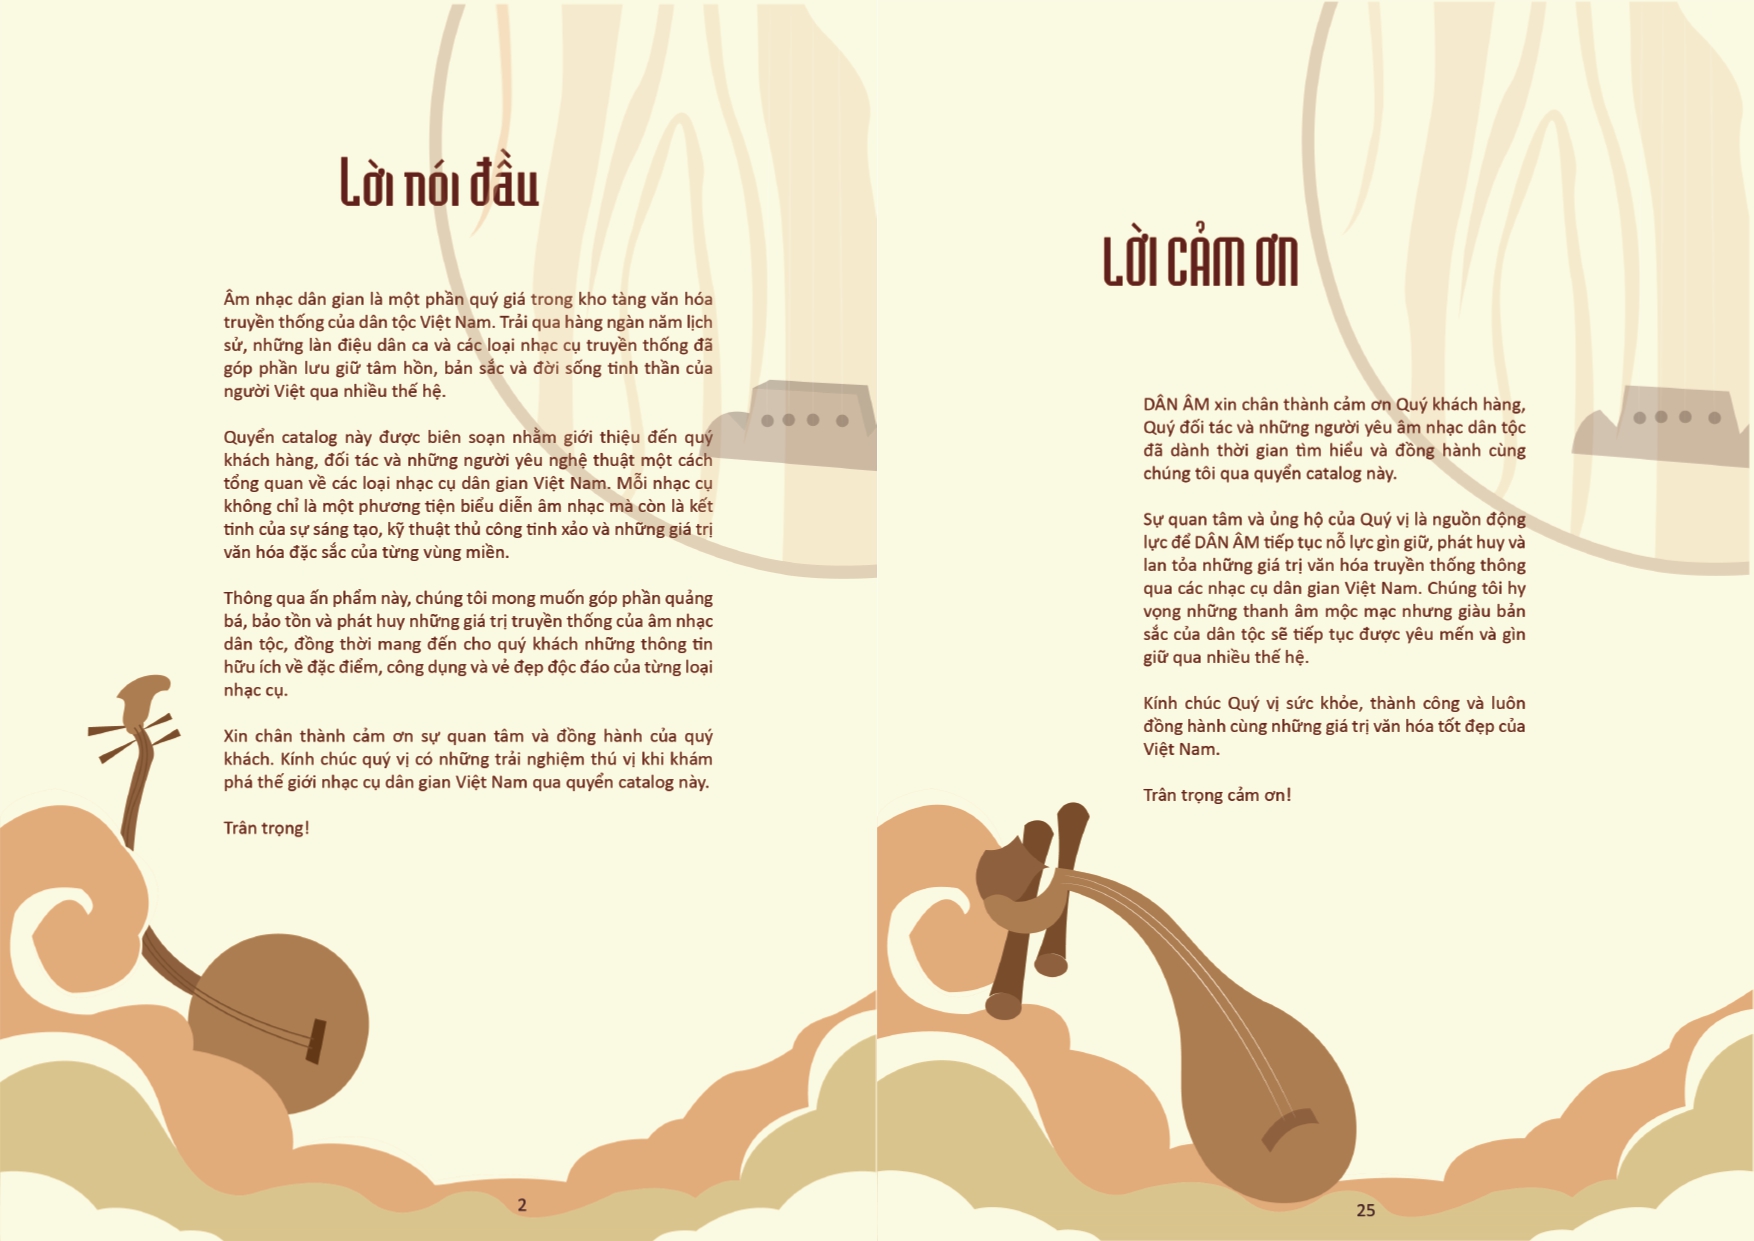 Lời nói đầu
Âm nhạc dân gian là một phần quý giá trong kho tàng văn hóa
truyền thống của dân tộc Việt Nam. Trải qua hàng ngàn năm lịch
sử, những làn điệu dân ca và các loại nhạc cụ truyền thống đã
góp phần lưu giữ tâm hồn, bản sắc và đời sống tinh thần của
người Việt qua nhiều thế hệ.
Quyển catalog này được biên soạn nhằm giới thiệu đến quý
khách hàng, đối tác và những người yêu nghệ thuật một cách
tổng quan về các loại nhạc cụ dân gian Việt Nam. Mỗi nhạc cụ
không chỉ là một phương tiện biểu diễn âm nhạc mà còn là kết
tinh của sự sáng tạo, kỹ thuật thủ công tinh xảo và những giá trị
văn hóa đặc sắc của từng vùng miền.
Thông qua ấn phẩm này, chúng tôi mong muốn góp phần quảng
bá, bảo tồn và phát huy những giá trị truyền thống của âm nhạc
dân tộc, đồng thời mang đến cho quý khách những thông tin
hữu ích về đặc điểm, công dụng và vẻ đẹp độc đáo của từng loại
nhạc cụ.
Xin chân thành cảm ơn sự quan tâm và đồng hành của quý
khách. Kính chúc quý vị có những trải nghiệm thú vị khi khám
phá thế giới nhạc cụ dân gian Việt Nam qua quyển catalog này.
Trân trọng!
2
LỜI CẢM ƠN
DÂN ÂM xin chân thành cảm ơn Quý khách hàng,
Quý đối tác và những người yêu âm nhạc dân tộc
đã dành thời gian tìm hiểu và đồng hành cùng
chúng tôi qua quyển catalog này.
Sự quan tâm và ủng hộ của Quý vị là nguồn động
lực để DÂN ÂM tiếp tục nỗ lực gìn giữ, phát huy và
lan tỏa những giá trị văn hóa truyền thống thông
qua các nhạc cụ dân gian Việt Nam. Chúng tôi hy
vọng những thanh âm mộc mạc nhưng giàu bản
sắc của dân tộc sẽ tiếp tục được yêu mến và gìn
giữ qua nhiều thế hệ.
Kính chúc Quý vị sức khỏe, thành công và luôn
đồng hành cùng những giá trị văn hóa tốt đẹp của
Việt Nam.
Trân trọng cảm ơn!
25